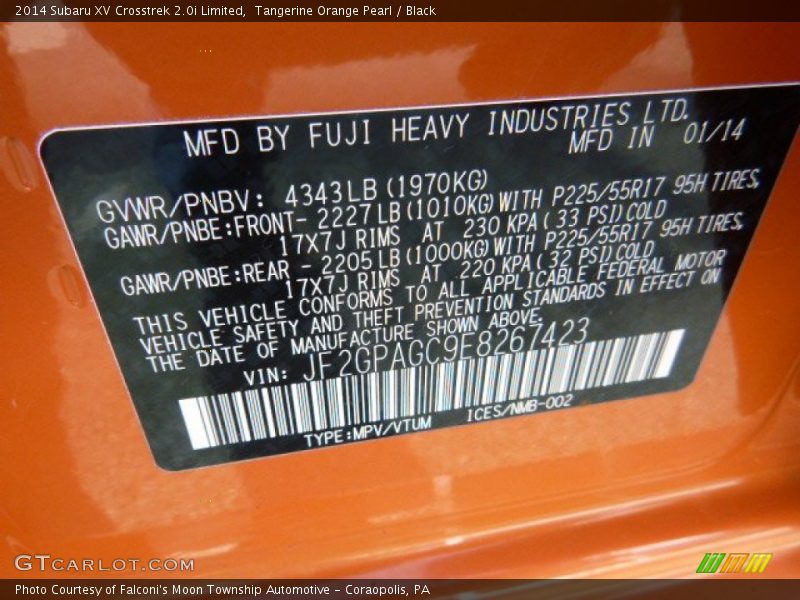 2014 Subaru XV Crosstrek 2.0i Limited, Tangerine Orange Pearl / Black
MFD BY FUJI HEAVY INDUSTRIES LTD.
MFD IN 01/14
GVWR/PNBV: 4343LB (1970KG)
GAWR/PNBE:FRONT- 2227 LB (1010KG) WITH P225/55R17 95H TIRES,
17X7J RIMS AT 230 KPA ( 33 PSI) COLD
GAWR/PNBE:REAR - 2205 LB (1000KG) WITH P225/55R17 95H TIRES,
17X7J RIMS AT 220 KPA ( 32 PSI) COLD
THIS VEHICLE CONFORMS TO ALL APPLICABLE FEDERAL MOTOR
VEHICLE SAFETY AND THEFT PREVENTION STANDARDS IN EFFECT ON
THE DATE OF MANUFACTURE SHOWN ABOVE.
VIN: JF2GPAGC9E8267423
TYPE:MPV/VTUM ICES/NMB-002
GTCARLOT.COM
Photo Courtesy of Falconi's Moon Township Automotive - Coraopolis, PA